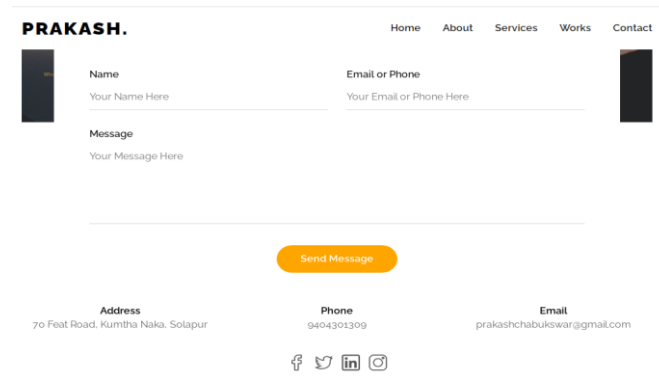 PRAKASH.
Home About Services Works Contact
Name Email or Phone
Your Name Here Your Email or Phone Here
Message
Your Message Here
Send Message
Address Phone Email
70 Feat Road, Kumtha Naka, Solapur 9404301309 prakashchabukswar@gmail.com